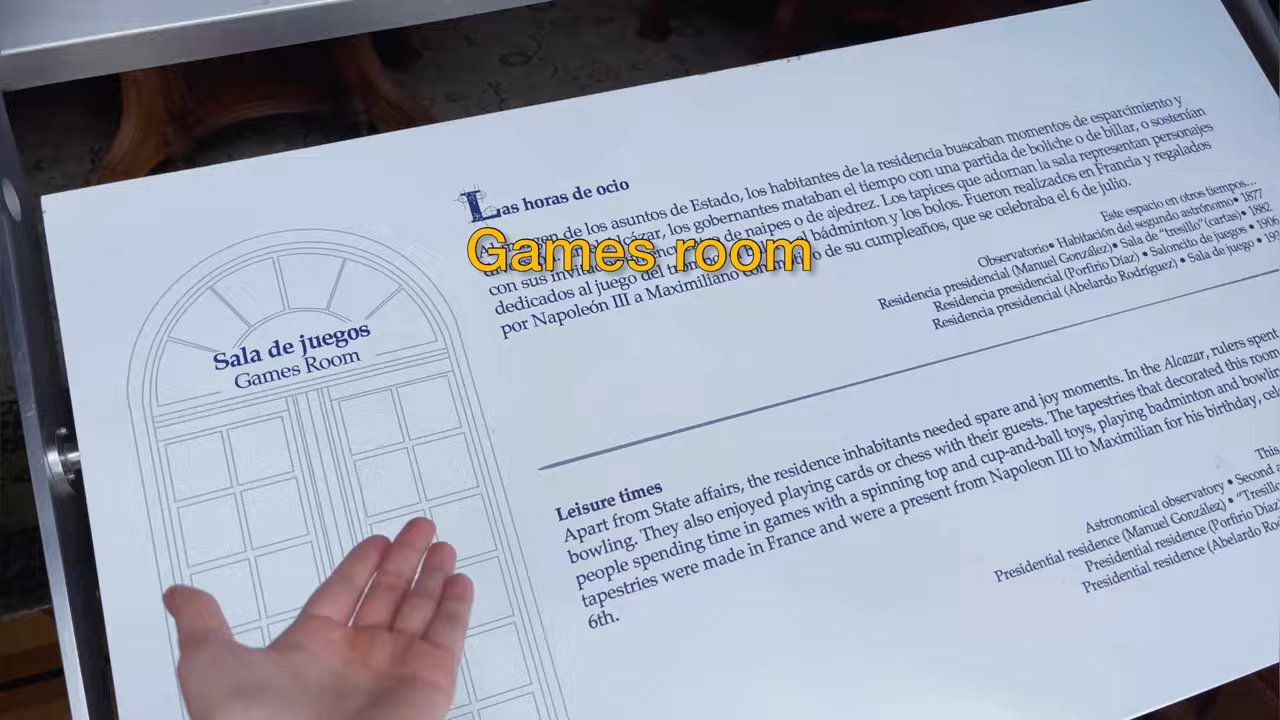 Sala de juegos
Games Room
Las horas de ocio
de los asuntos de Estado, los habitantes de la residencia buscaban momentos de esparcimiento y
los gobernantes mataban el tiempo con una partida de boliche o de billar, o sostenían
con sus de naipes o de ajedrez. Los tapices que adornan la sala representan personajes
dedicados al juego del el bádminton y los bolos. Fueron realizados en Francia y regalados
por Napoleón III a Maximiliano de su cumpleaños, que se celebraba el 6 de julio.
Games room
Este espacio en otros tiempos...
Observatorio• Habitación del segundo astrónomo• 1877
Residencia presidencial (Manuel González)• Sala de "tresillo" (cartas)• 1882
Residencia presidencial (Porfirio Díaz) • Saloncito de juegos •
Residencia presidencial (Abelardo Rodríguez) • Sala de juego •
Leisure times
Apart from State affairs, the residence inhabitants needed spare and joy moments. In the Alcazar, rulers spent
bowling. They also enjoyed playing cards or chess with their guests. The tapestries that decorated this room
people spending time in games with a spinning top and cup-and-ball toys, playing badminton and
tapestries were made in France and were a present from Napoleon III to Maximilian for his birthday,
6th.
This
Astronomical observatory • Second
Presidential residence (Manuel González) •
Presidential residence (Porfirio Díaz
Presidential residence (Abelardo